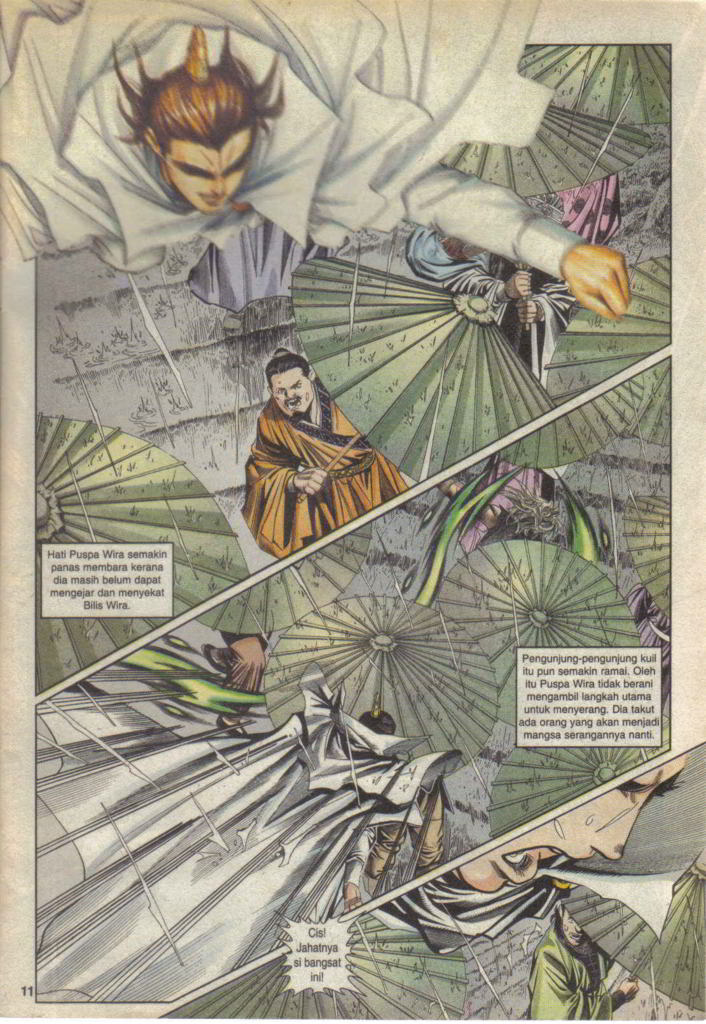 Hati Puspa Wira semakin
panas membara kerana
dia masih belum dapat
mengejar dan menyekat
Bilis Wira.
Pengunjung-pengunjung kuil
itu pun semakin ramai. Oleh
itu Puspa Wira tidak berani
mengambil langkah utama
untuk menyerang. Dia takut
ada orang yang akan menjadi
mangsa serangannya nanti.
Cis!
Jahatnya
si bangsat
ini!
11